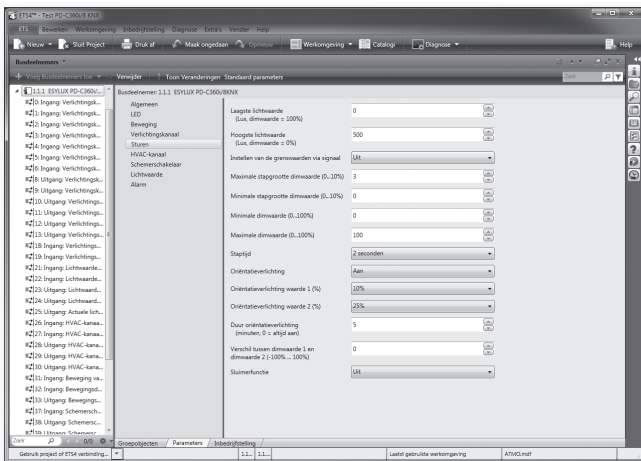 ETS4™ - Test PD-C360i/8 KNX
ETS Bewerken Werkomgeving Inbedrijfstelling Diagnose Extra's Venster Help
Nieuw Sluit Project Druk af Maak ongedaan Opnieuw Werkomgeving Catalogi Diagnose Help
Busdeelnemers
Voeg Busdeelnemers toe Verwijder Toon Veranderingen Standaard parameters Zoek
1.1.1 ESYLUX PD-C360i/...
0: Ingang: Verlichtingsk...
1: Ingang: Verlichtingsk...
2: Ingang: Verlichtingsk...
3: Ingang: Verlichtingsk...
4: Ingang: Verlichtingsk...
5: Ingang: Verlichtingsk...
6: Ingang: Verlichtingsk...
8: Uitgang: Verlichtingsk...
9: Uitgang: Verlichtingsk...
10: Uitgang: Verlichtings...
11: Uitgang: Verlichtings...
12: Uitgang: Verlichtings...
13: Uitgang: Verlichtings...
18: Ingang: Verlichtings...
19: Ingang: Verlichtings...
21: Ingang: Lichtwaarde...
22: Ingang: Lichtwaarde...
23: Uitgang: Lichtwaard...
24: Uitgang: Lichtwaard...
25: Uitgang: Actuele lich...
26: Ingang: HVAC-kanaa...
27: Ingang: HVAC-kanaa...
28: Uitgang: HVAC-kanaa...
29: Uitgang: HVAC-kanaa...
30: Uitgang: HVAC-kanaa...
31: Ingang: Beweging va...
32: Ingang: Bewegingsd...
33: Uitgang: Bewegings...
37: Ingang: Schemersch...
38: Uitgang: Schemersc...
39: Uitgang: Schemersc...
Zoek 0/0
Busdeelnemer: 1.1.1 ESYLUX PD-C360i/8KNX
Algemeen
LED
Beweging
Verlichtingskanaal
Sturen
HVAC-kanaal
Schemerschakelaar
Lichtwaarde
Alarm
Laagste lichtwaarde 0
(Lux, dimwaarde = 100%)
Hoogste lichtwaarde 500
(Lux, dimwaarde = 0%)
Instellen van de grenswaarden via signaal Uit
Maximale stapgrootte dimwaarde (0...10%) 3
Minimale stapgrootte dimwaarde (0...10%) 0
Minimale dimwaarde (0...100%) 0
Maximale dimwaarde (0...100%) 100
Staptijd 2 seconden
Oriëntatieverlichting Aan
Oriëntatieverlichting waarde 1 (%) 10%
Oriëntatieverlichting waarde 2 (%) 25%
Duur oriëntatieverlichting 5
(minuten, 0 = altijd aan)
Verschil tussen dimwaarde 1 en 0
dimwaarde 2 (-100% ... 100%)
Sluimerfunctie Uit
Groepobjecten Parameters Inbedrijfstelling
Gebruik project of ETS4 verbinding... 1.1... 1.1... Laatst gebruikte werkomgeving ATMO.mdf